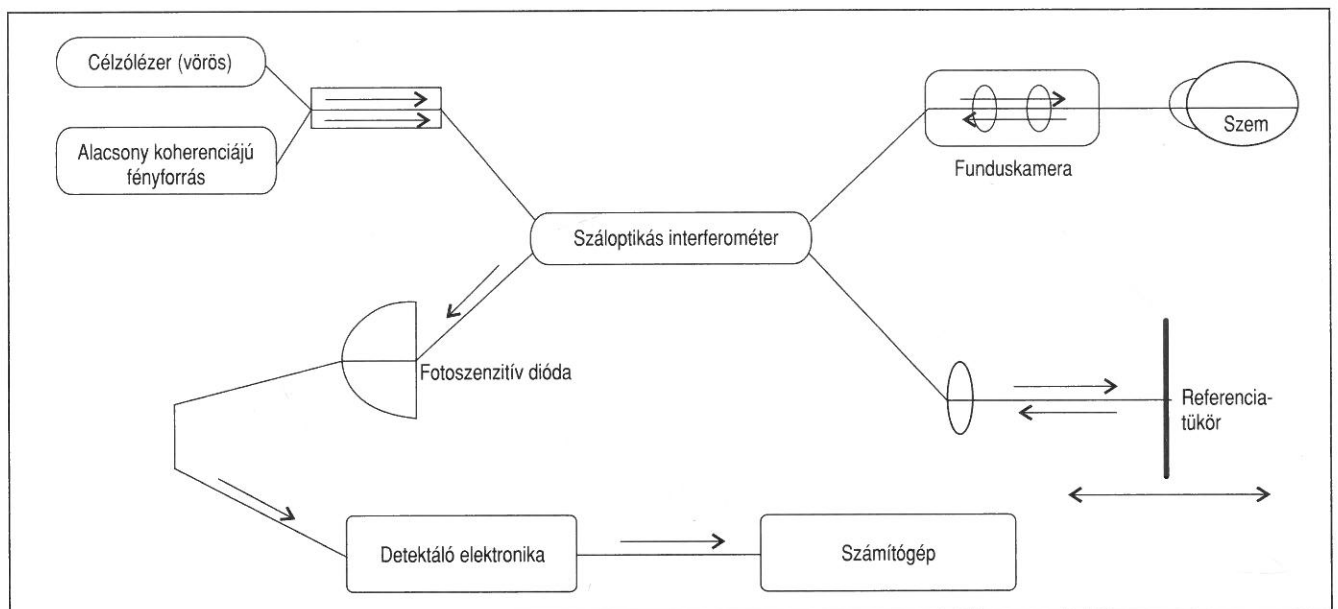 Célzólézer (vörös)
Alacsony koherenciájú
fényforrás
Funduskamera
Szem
Száloptikás interferométer
Fotoszenzitív dióda
Referencia-
tükör
Detektáló elektronika
Számítógép